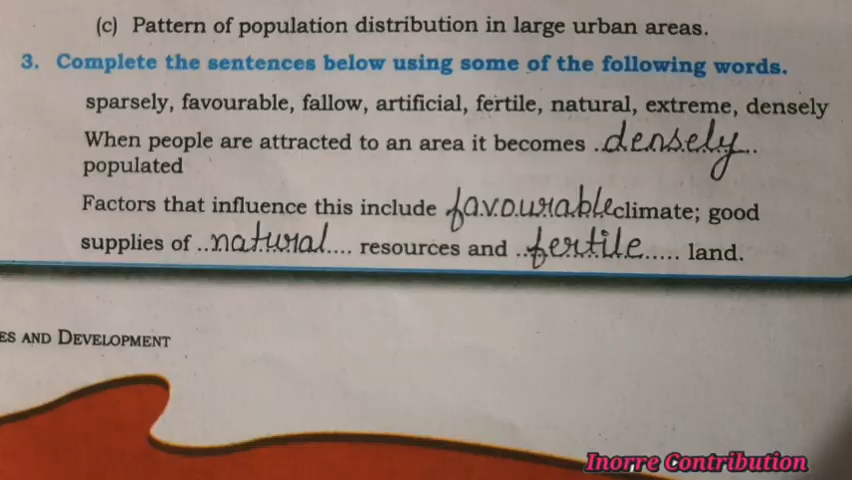 (c) Pattern of population distribution in large urban areas.
3. Complete the sentences below using some of the following words.
sparsely, favourable, fallow, artificial, fertile, natural, extreme, densely
When people are attracted to an area it becomes ..densely...
populated
Factors that influence this include favourable climate; good
supplies of ..natural.... resources and ..fertile..... land.
ES AND DEVELOPMENT
Inorre Contribution